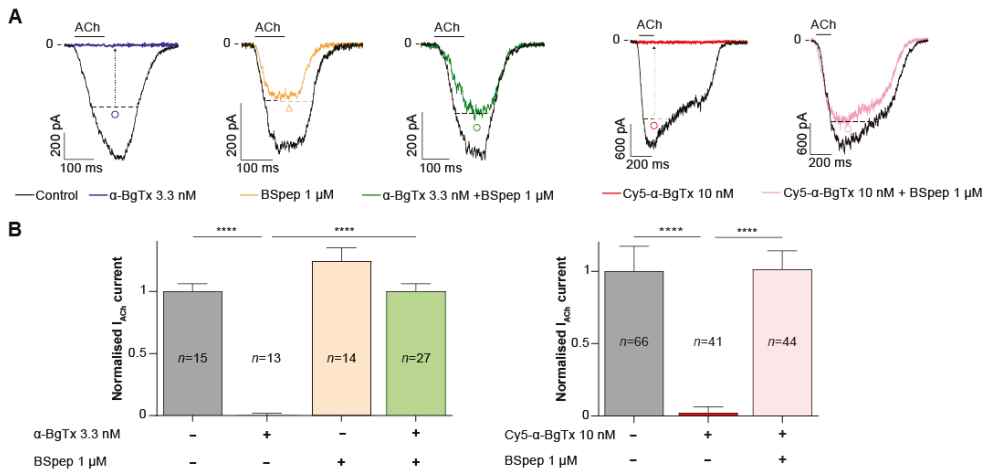 A
ACh ACh ACh ACh ACh
0 0 0 0 0
200 pA 200 pA 200 pA 600 pA 600 pA
100 ms 100 ms 100 ms 200 ms 200 ms
Control α-BgTx 3.3 nM BSpep 1 µM α-BgTx 3.3 nM +BSpep 1 µM Cy5-α-BgTx 10 nM Cy5-α-BgTx 10 nM + BSpep 1 µM
B
**** **** **** ****
Normalised IACh current
1
0.5
0
n=15 n=13 n=14 n=27
α-BgTx 3.3 nM – + – +
BSpep 1 µM – – + +
Normalised IACh current
1
0.5
0
n=66 n=41 n=44
Cy5-α-BgTx 10 nM – + +
BSpep 1 µM – – +